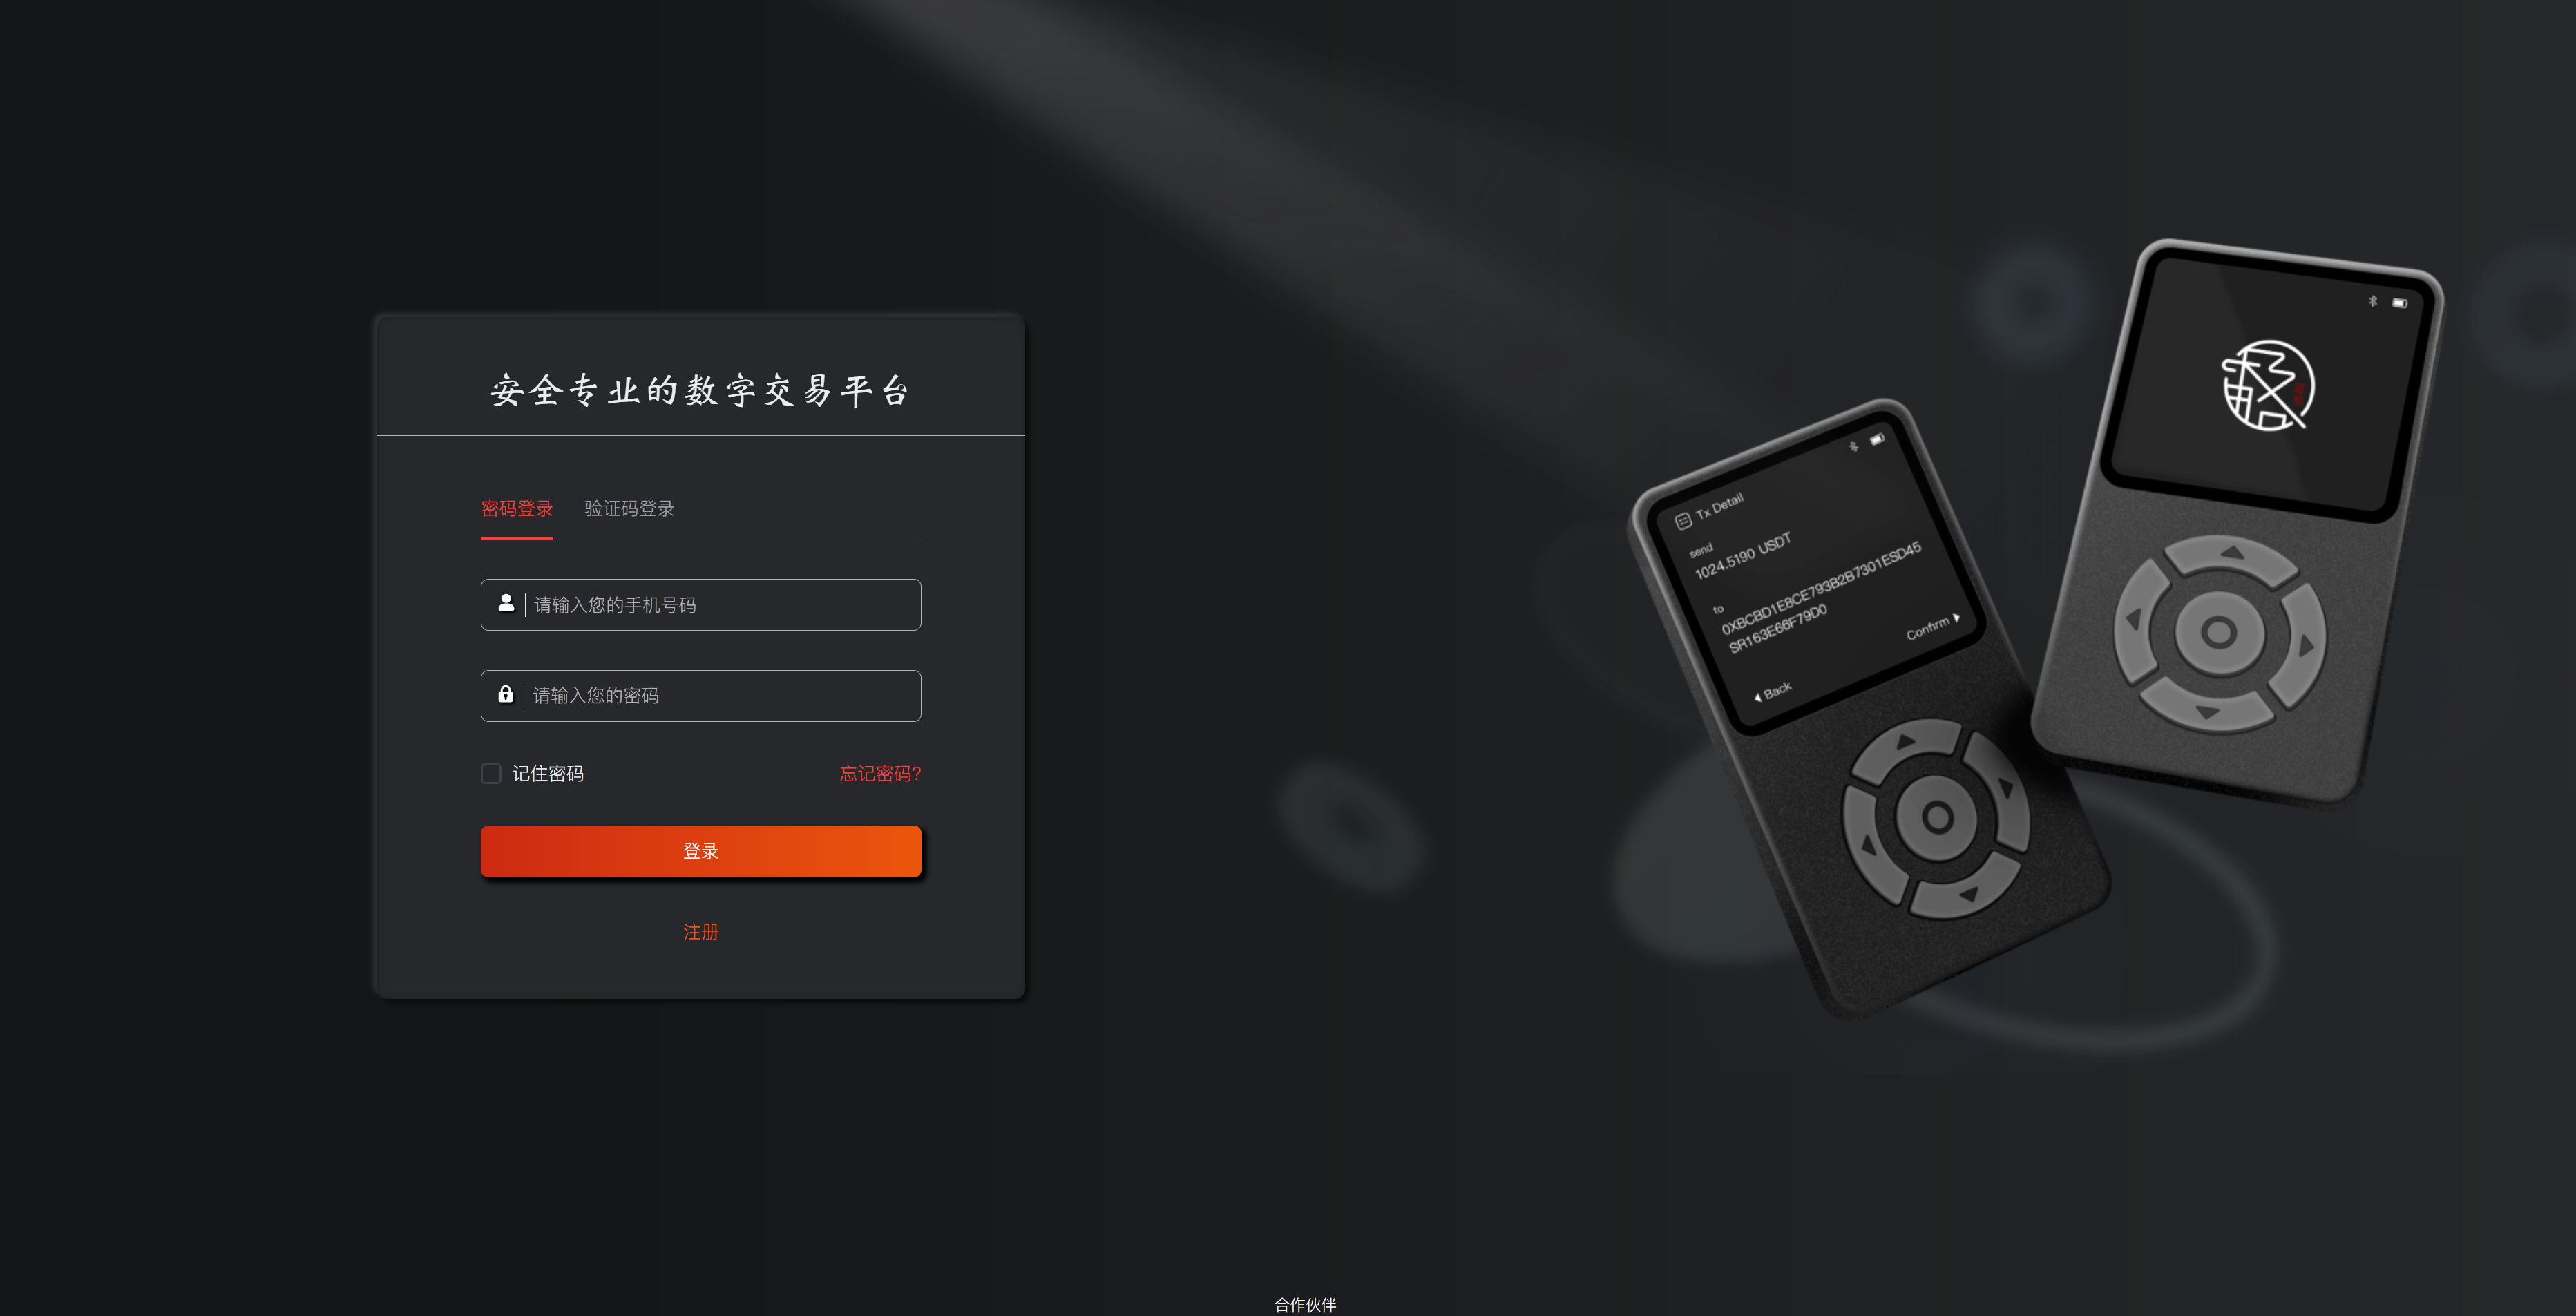 安全专业的数字交易平台
密码登录
验证码登录
请输入您的手机号码
请输入您的密码
记住密码
忘记密码?
登录
注册
Tx Detail
send
1024.5190 USDT
to
0XBCBD1E8CE793B2B7301ESD45
SR163E66F79D0
Confirm
Back
合作伙伴